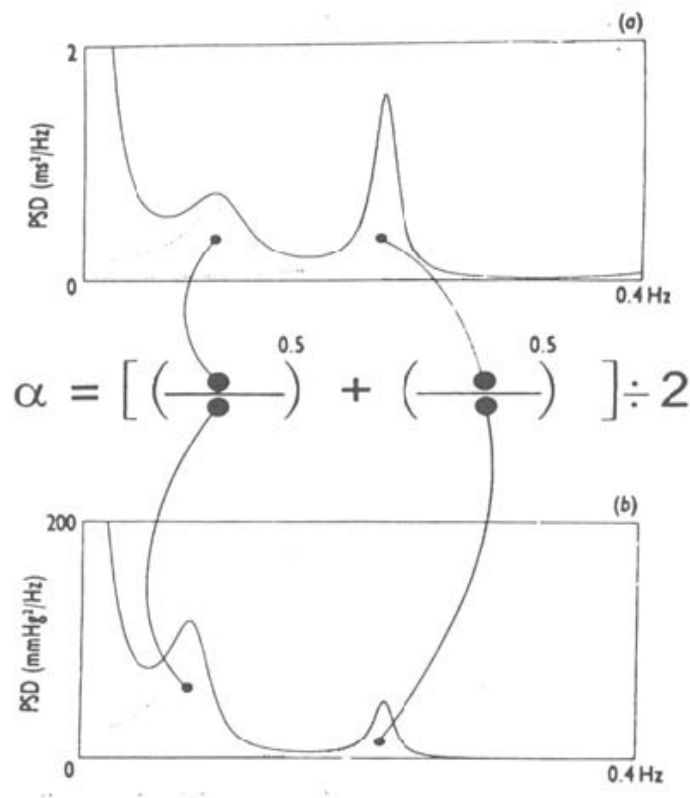 (a)
2
PSD (ms²/Hz)
0
0.4 Hz
0.5 0.5
α = [ ( ) + ( ) ] ÷ 2
(b)
200
PSD (mmHg²/Hz)
0
0.4 Hz